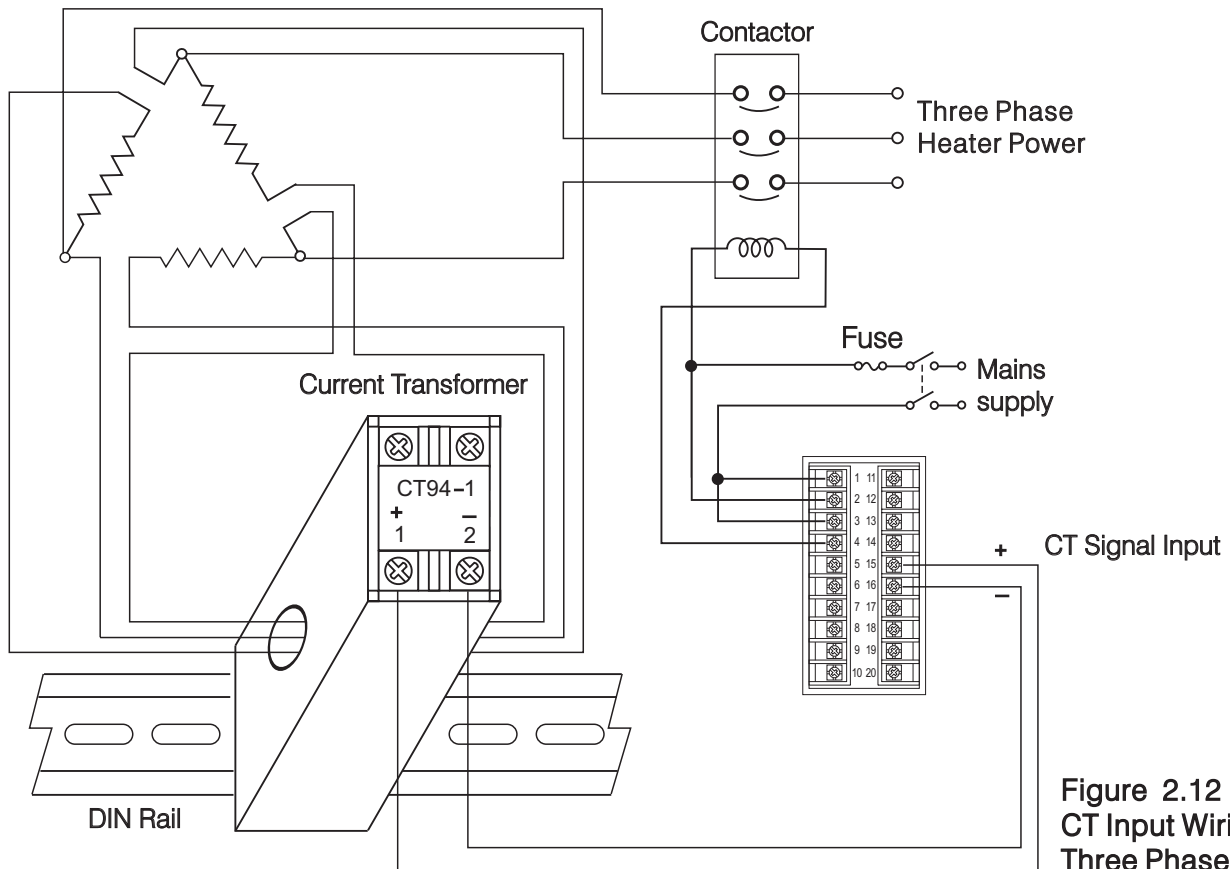 Contactor
Three Phase
Heater Power
Fuse
Mains
supply
Current Transformer
CT94-1
+ –
1 2
1 11
2 12
3 13
4 14
5 15
6 16
7 17
8 18
9 19
10 20
+
–
CT Signal Input
DIN Rail
Figure 2.12
CT Input Wiri
Three Phase